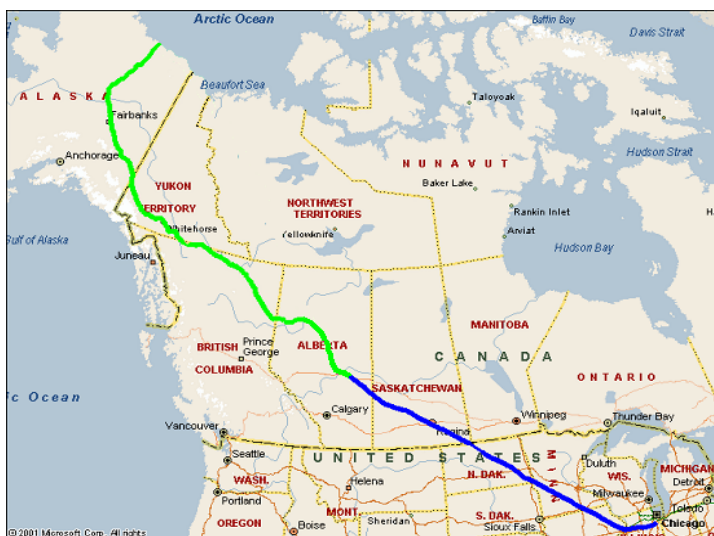 Arctic Ocean
Baffin Bay
Davis Strait
Beaufort Sea
ALASKA
Taloyoak
Iqaluit
Fairbanks
Hudson Strait
Anchorage
NUNAVUT
Baker Lake
YUKON
TERRITORY
NORTHWEST
TERRITORIES
Rankin Inlet
Whitehorse
Yellowknife
Arviat
Gulf of Alaska
Hudson Bay
Juneau
MANITOBA
BRITISH
COLUMBIA
Prince
George
ALBERTA
CANADA
ONTARIO
SASKATCHEWAN
ic Ocean
Calgary
Winnipeg
Thunder Bay
Vancouver
Regina
Seattle
UNITED STATES
MINN
Duluth
WASH.
Helena
N. DAK.
WIS.
MICHIGAN
Detroit
Portland
Milwaukee
Toledo
MONT.
S. DAK.
OREGON
Boise
Sheridan
Sioux Falls
Chicago
ILLINOIS
© 2001 Microsoft Corp. All rights